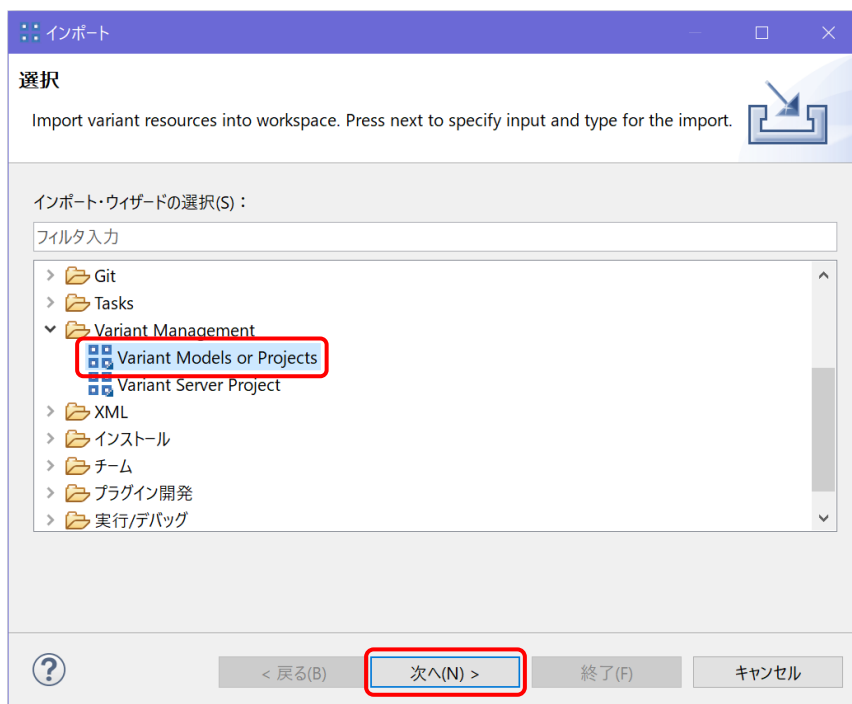 インポート
選択
Import variant resources into workspace. Press next to specify input and type for the import.
インポート・ウィザードの選択(S)：
フィルタ入力
Git
Tasks
Variant Management
Variant Models or Projects
Variant Server Project
XML
インストール
チーム
プラグイン開発
実行/デバッグ
< 戻る(B) 次へ(N) > 終了(F) キャンセル